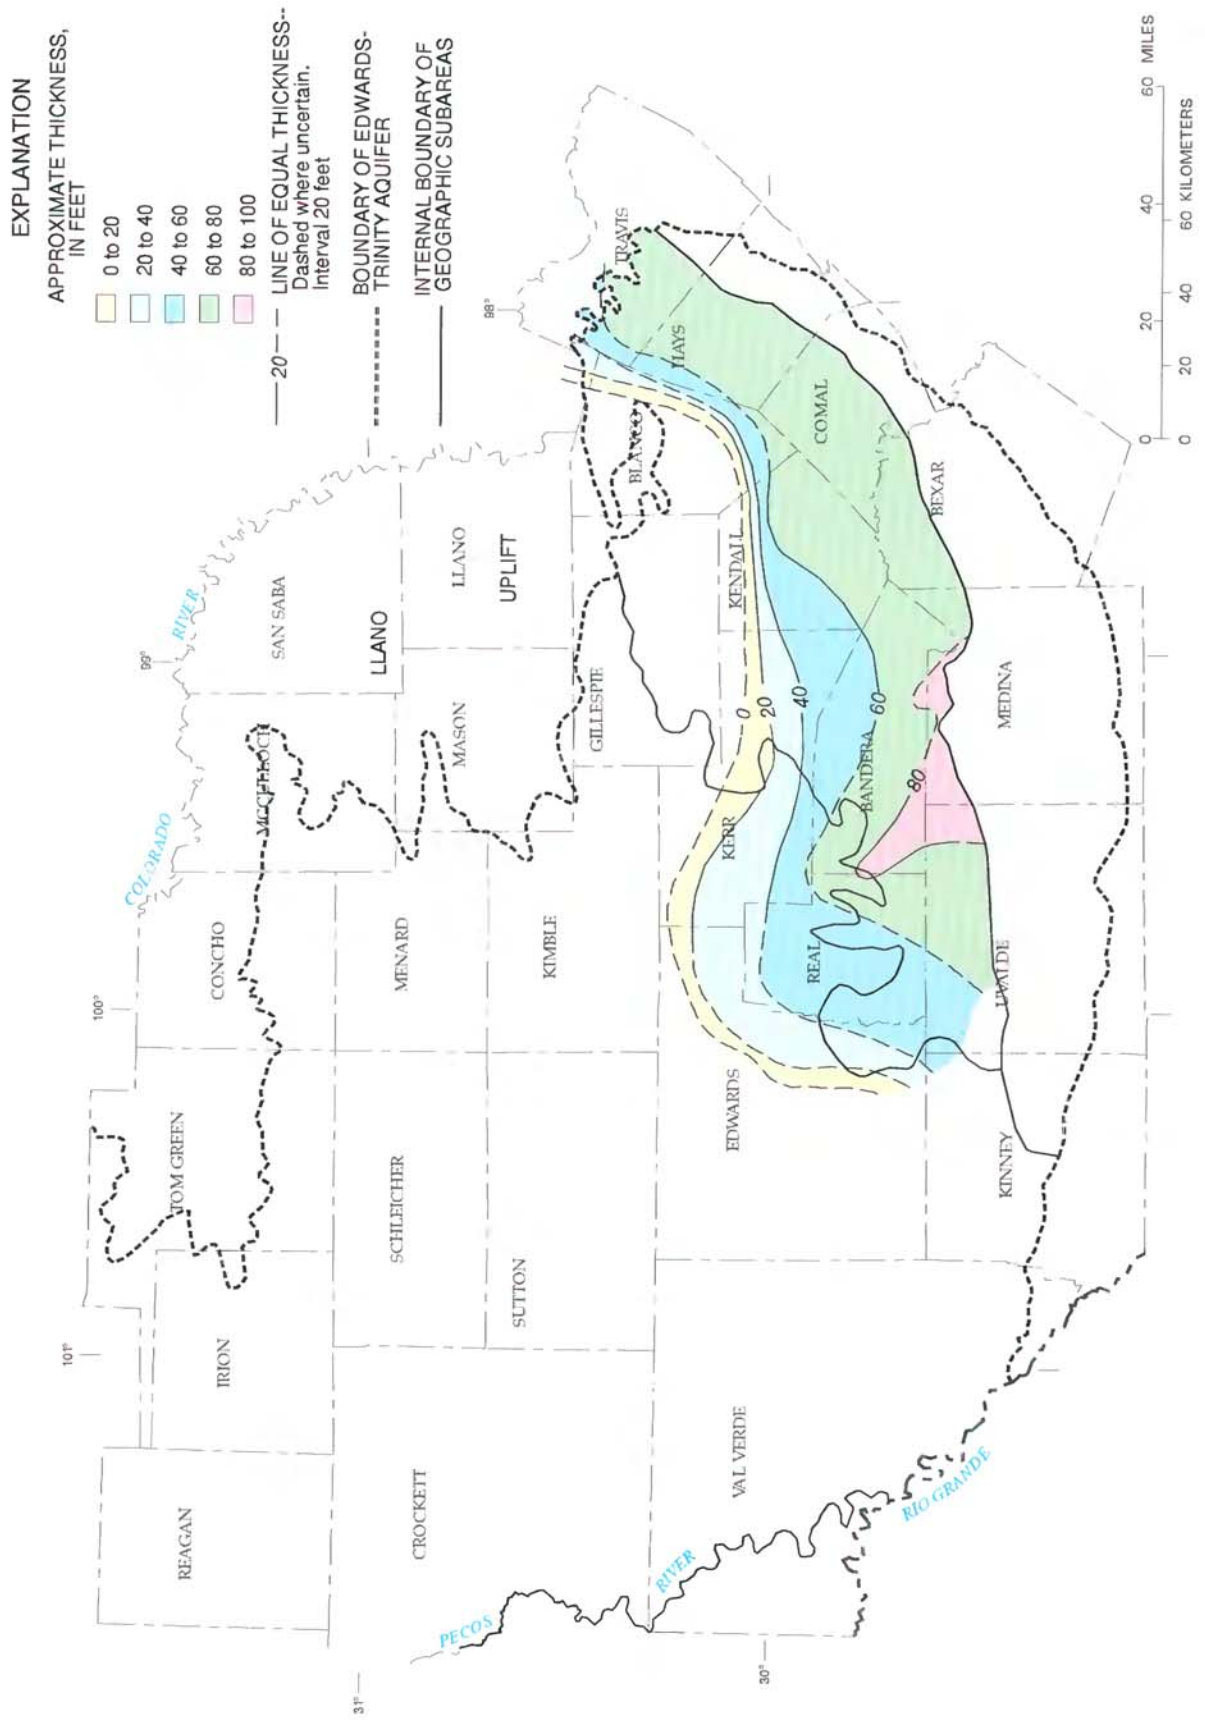 EXPLANATION
APPROXIMATE THICKNESS,
IN FEET
0 to 20
20 to 40
40 to 60
60 to 80
80 to 100
20 LINE OF EQUAL THICKNESS--
Dashed where uncertain.
Interval 20 feet
BOUNDARY OF EDWARDS-
TRINITY AQUIFER
INTERNAL BOUNDARY OF
GEOGRAPHIC SUBAREAS
101°
100°
99°
98°
31°
30°
COLORADO
RIVER
REAGAN
IRION
TOM GREEN
CONCHO
MCCULLOCH
SAN SABA
CROCKETT
SCHLEICHER
MENARD
MASON
LLANO
LLANO
UPLIFT
SUTTON
KIMBLE
GILLESPIE
BLANCO
TRAVIS
HAYS
PECOS
RIVER
VAL VERDE
EDWARDS
KERR
KENDALL
COMAL
REAL
BANDERA
0
20
40
60
80
RIO GRANDE
KINNEY
UVALDE
MEDINA
BEXAR
0 20 40 60 MILES
0 20 40 60 KILOMETERS